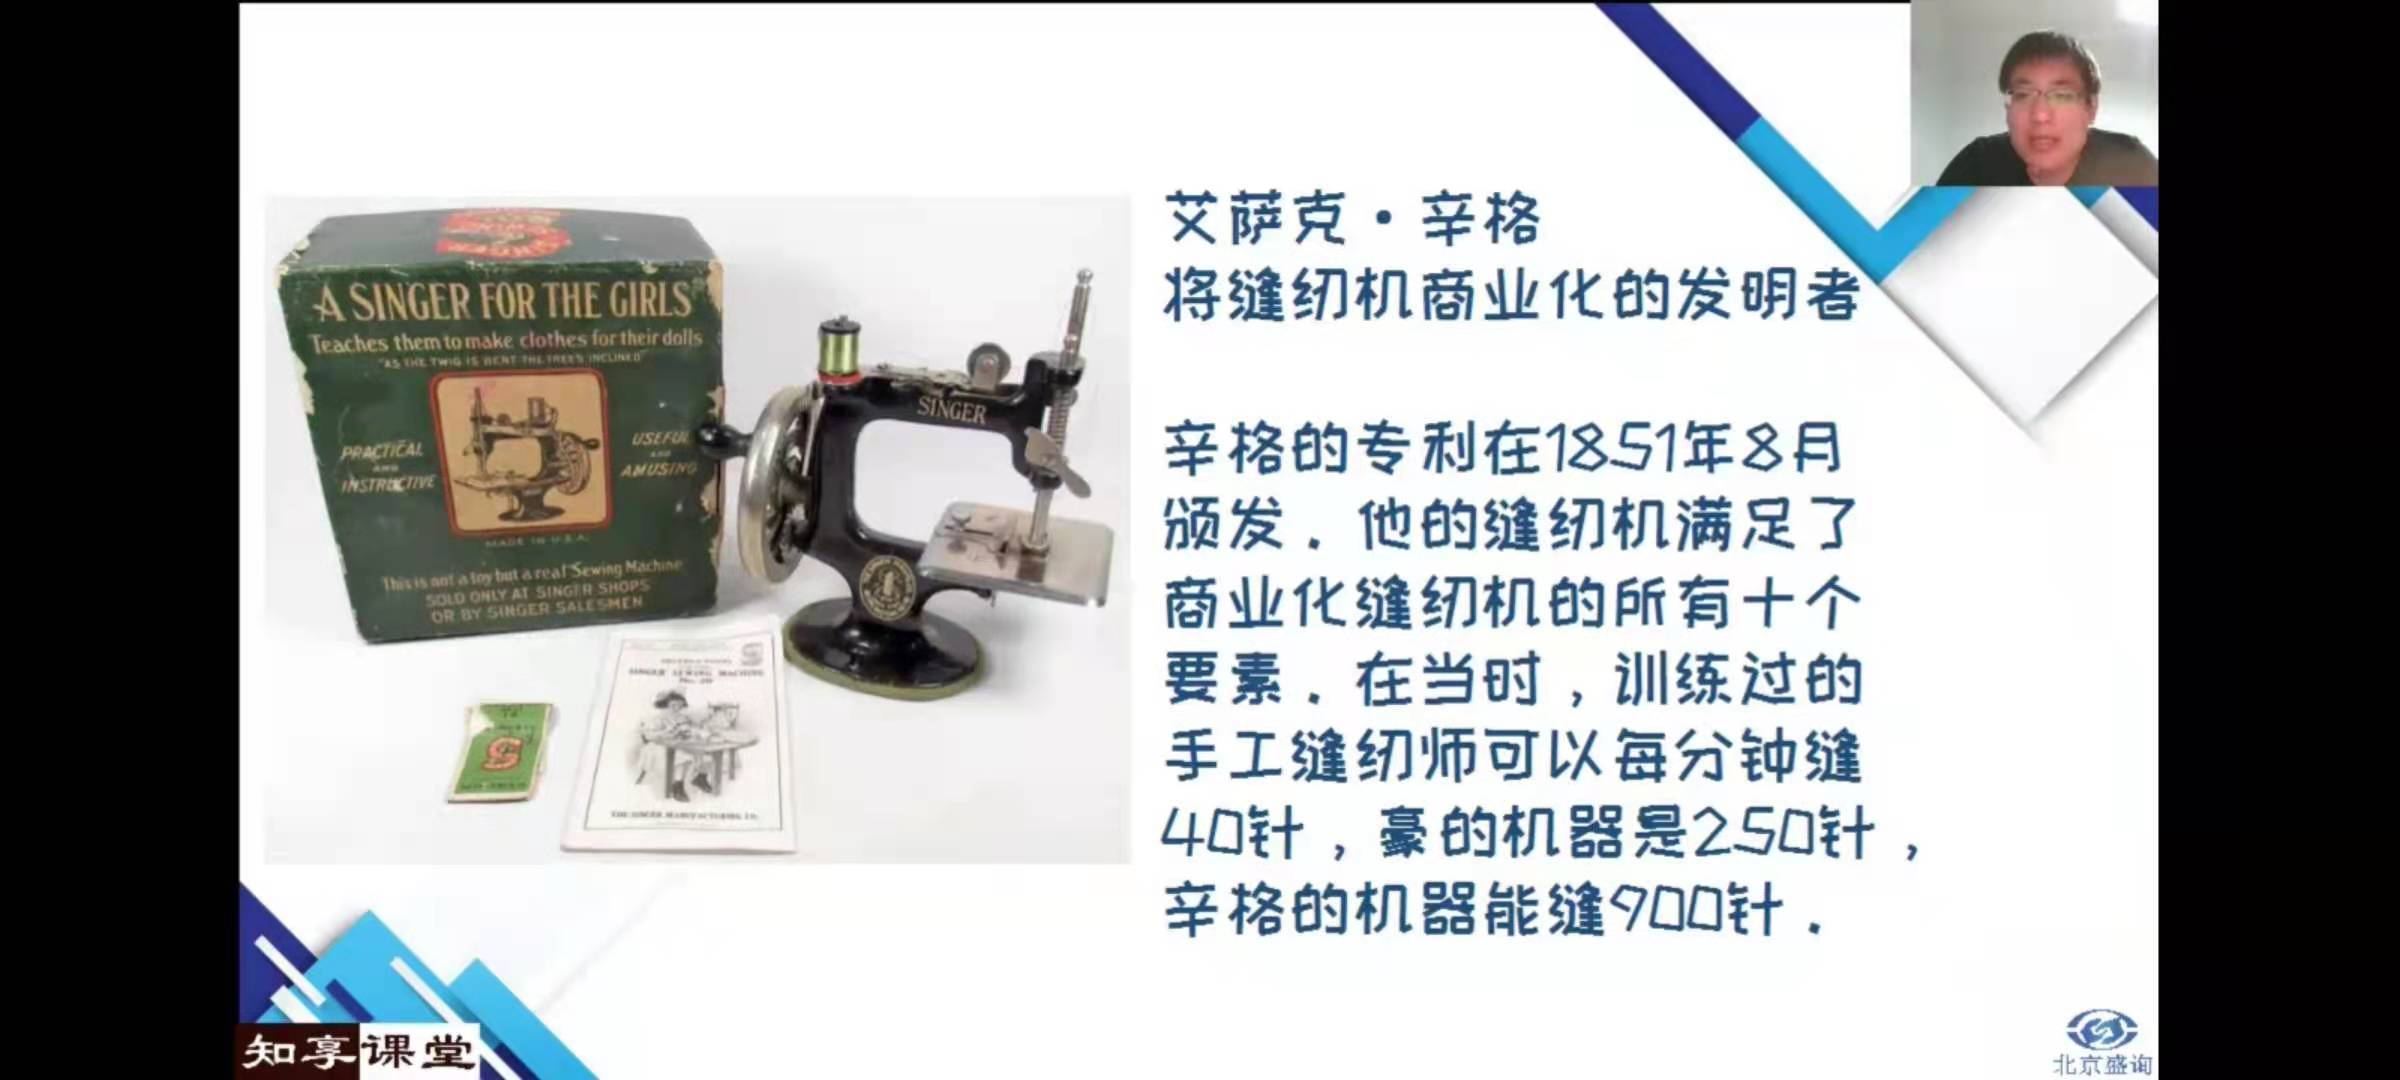 艾萨克·辛格
将缝纫机商业化的发明者
辛格的专利在1851年8月
颁发．他的缝纫机满足了
商业化缝纫机的所有十个
要素．在当时，训练过的
手工缝纫师可以每分钟缝
40针，豪的机器是250针，
辛格的机器能缝900针．
A SINGER FOR THE GIRLS
Teaches them to make clothes for their dolls
"AS THE TWIG IS BENT THE TREE'S INCLINED"
PRACTICAL
AND
INSTRUCTIVE
USEFUL
AND
AMUSING
MADE IN U.S.A.
This is not a toy but a real Sewing Machine
SOLD ONLY AT SINGER SHOPS
OR BY SINGER SALESMEN
SINGER
SINGER SEWING MACHINE
No. 20
THE SINGER MANUFACTURING CO.
知享课堂
北京盛询